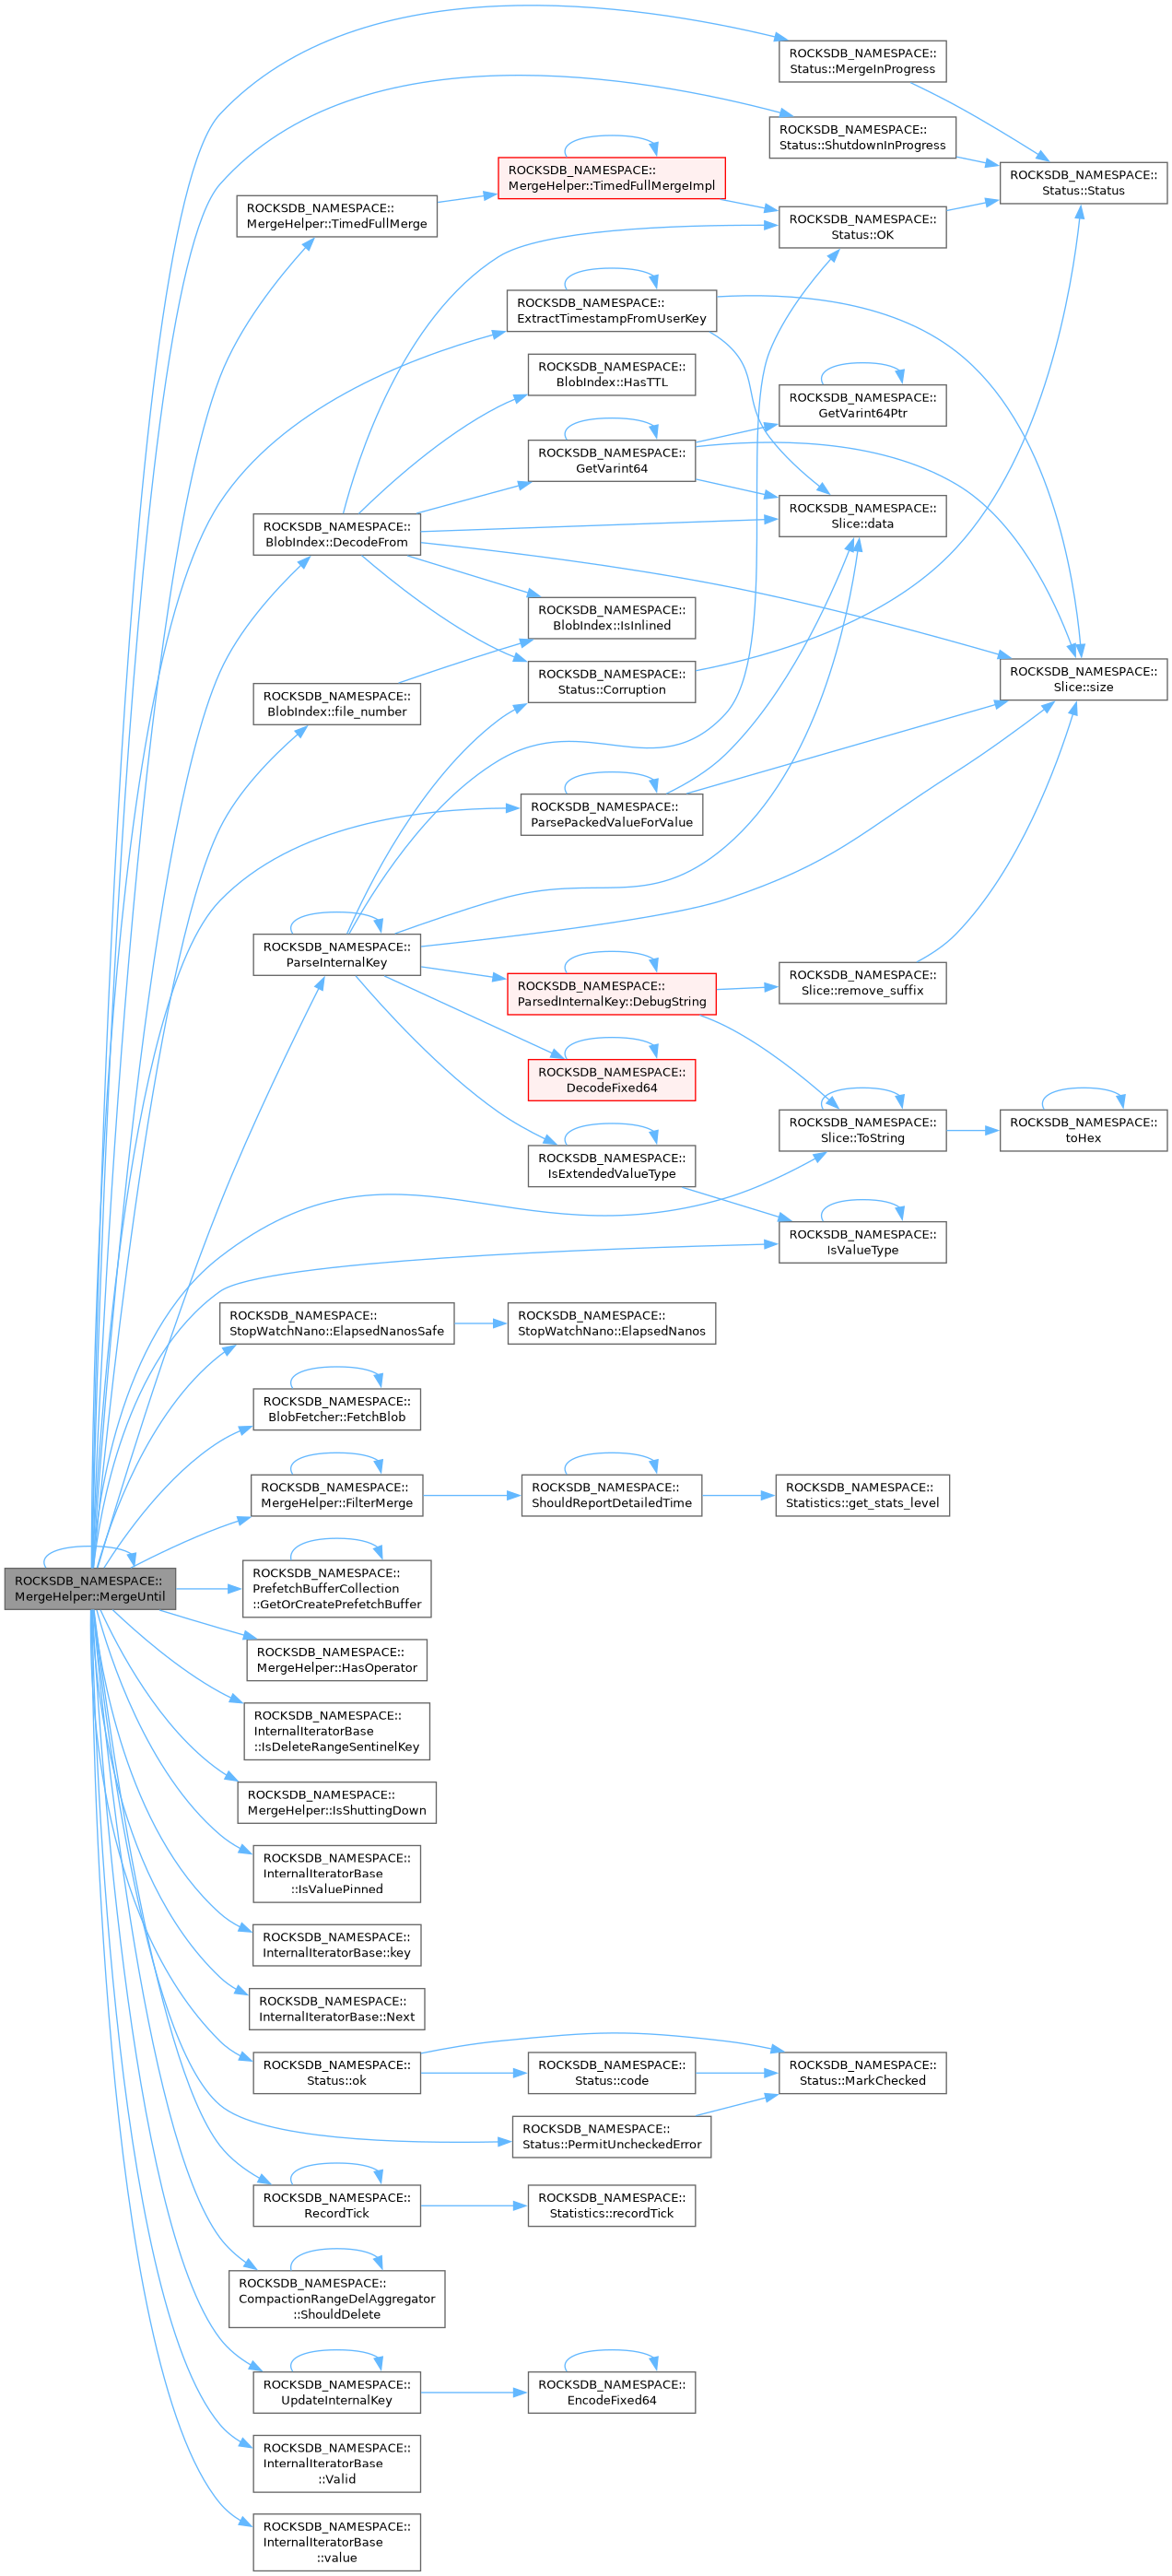 ROCKSDB_NAMESPACE::
Status::MergeInProgress
ROCKSDB_NAMESPACE::
Status::ShutdownInProgress
ROCKSDB_NAMESPACE::
MergeHelper::TimedFullMergeImpl
ROCKSDB_NAMESPACE::
Status::Status
ROCKSDB_NAMESPACE::
MergeHelper::TimedFullMerge
ROCKSDB_NAMESPACE::
Status::OK
ROCKSDB_NAMESPACE::
ExtractTimestampFromUserKey
ROCKSDB_NAMESPACE::
BlobIndex::HasTTL
ROCKSDB_NAMESPACE::
GetVarint64Ptr
ROCKSDB_NAMESPACE::
GetVarint64
ROCKSDB_NAMESPACE::
Slice::data
ROCKSDB_NAMESPACE::
BlobIndex::DecodeFrom
ROCKSDB_NAMESPACE::
BlobIndex::IsInlined
ROCKSDB_NAMESPACE::
Status::Corruption
ROCKSDB_NAMESPACE::
Slice::size
ROCKSDB_NAMESPACE::
BlobIndex::file_number
ROCKSDB_NAMESPACE::
ParsePackedValueForValue
ROCKSDB_NAMESPACE::
ParseInternalKey
ROCKSDB_NAMESPACE::
ParsedInternalKey::DebugString
ROCKSDB_NAMESPACE::
Slice::remove_suffix
ROCKSDB_NAMESPACE::
DecodeFixed64
ROCKSDB_NAMESPACE::
Slice::ToString
ROCKSDB_NAMESPACE::
toHex
ROCKSDB_NAMESPACE::
IsExtendedValueType
ROCKSDB_NAMESPACE::
IsValueType
ROCKSDB_NAMESPACE::
StopWatchNano::ElapsedNanosSafe
ROCKSDB_NAMESPACE::
StopWatchNano::ElapsedNanos
ROCKSDB_NAMESPACE::
BlobFetcher::FetchBlob
ROCKSDB_NAMESPACE::
MergeHelper::FilterMerge
ROCKSDB_NAMESPACE::
ShouldReportDetailedTime
ROCKSDB_NAMESPACE::
Statistics::get_stats_level
ROCKSDB_NAMESPACE::
MergeHelper::MergeUntil
ROCKSDB_NAMESPACE::
PrefetchBufferCollection
::GetOrCreatePrefetchBuffer
ROCKSDB_NAMESPACE::
MergeHelper::HasOperator
ROCKSDB_NAMESPACE::
InternalIteratorBase
::IsDeleteRangeSentinelKey
ROCKSDB_NAMESPACE::
MergeHelper::IsShuttingDown
ROCKSDB_NAMESPACE::
InternalIteratorBase
::IsValuePinned
ROCKSDB_NAMESPACE::
InternalIteratorBase::key
ROCKSDB_NAMESPACE::
InternalIteratorBase::Next
ROCKSDB_NAMESPACE::
Status::ok
ROCKSDB_NAMESPACE::
Status::code
ROCKSDB_NAMESPACE::
Status::MarkChecked
ROCKSDB_NAMESPACE::
Status::PermitUncheckedError
ROCKSDB_NAMESPACE::
RecordTick
ROCKSDB_NAMESPACE::
Statistics::recordTick
ROCKSDB_NAMESPACE::
CompactionRangeDelAggregator
::ShouldDelete
ROCKSDB_NAMESPACE::
UpdateInternalKey
ROCKSDB_NAMESPACE::
EncodeFixed64
ROCKSDB_NAMESPACE::
InternalIteratorBase
::Valid
ROCKSDB_NAMESPACE::
InternalIteratorBase
::value